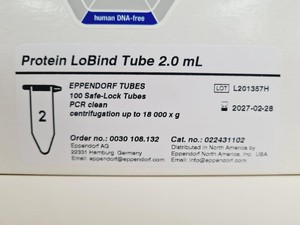 human DNA-free
Protein LoBind Tube 2.0 mL
EPPENDORF TUBES
100 Safe-Lock Tubes
PCR clean
centrifugation up to 18 000 x g
LOT L201357H
2027-02-28
2
Order no.: 0030 108.132
Eppendorf AG
22331 Hamburg, Germany
Email: eppendorf@eppendorf.com
Cat. no.: 022431102
Distributed in North America by
Eppendorf North America, Inc. USA
Email: info@eppendorf.com